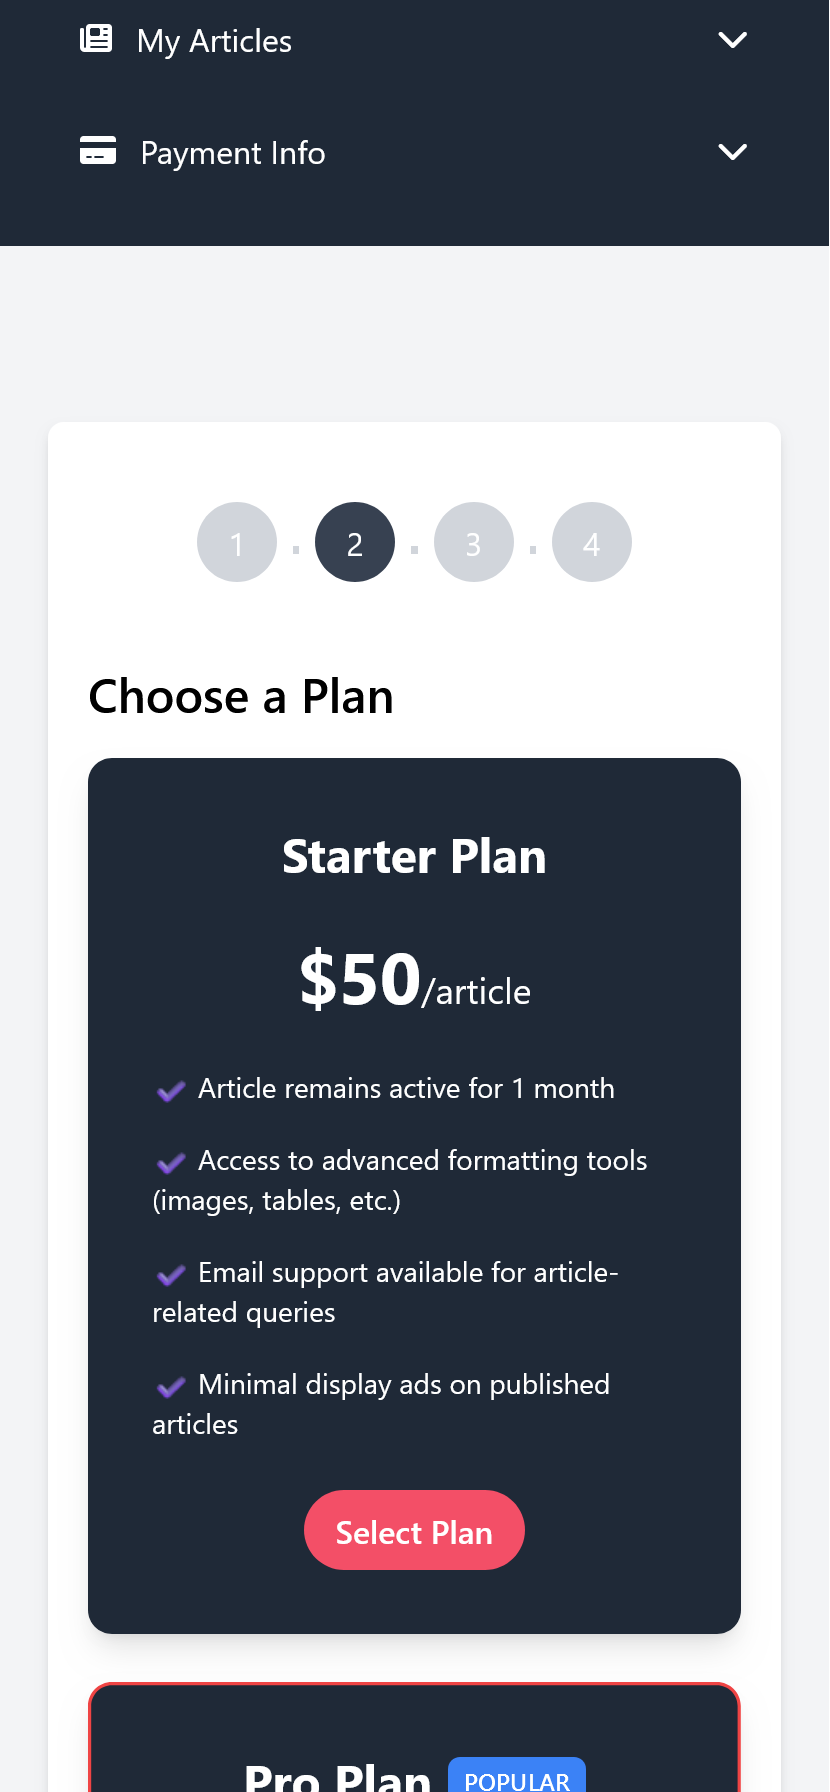 My Articles
Payment Info
1 . 2 . 3 . 4
Choose a Plan
Starter Plan
$50/article
Article remains active for 1 month
Access to advanced formatting tools
(images, tables, etc.)
Email support available for article-
related queries
Minimal display ads on published
articles
Select Plan
Pro Plan POPULAR